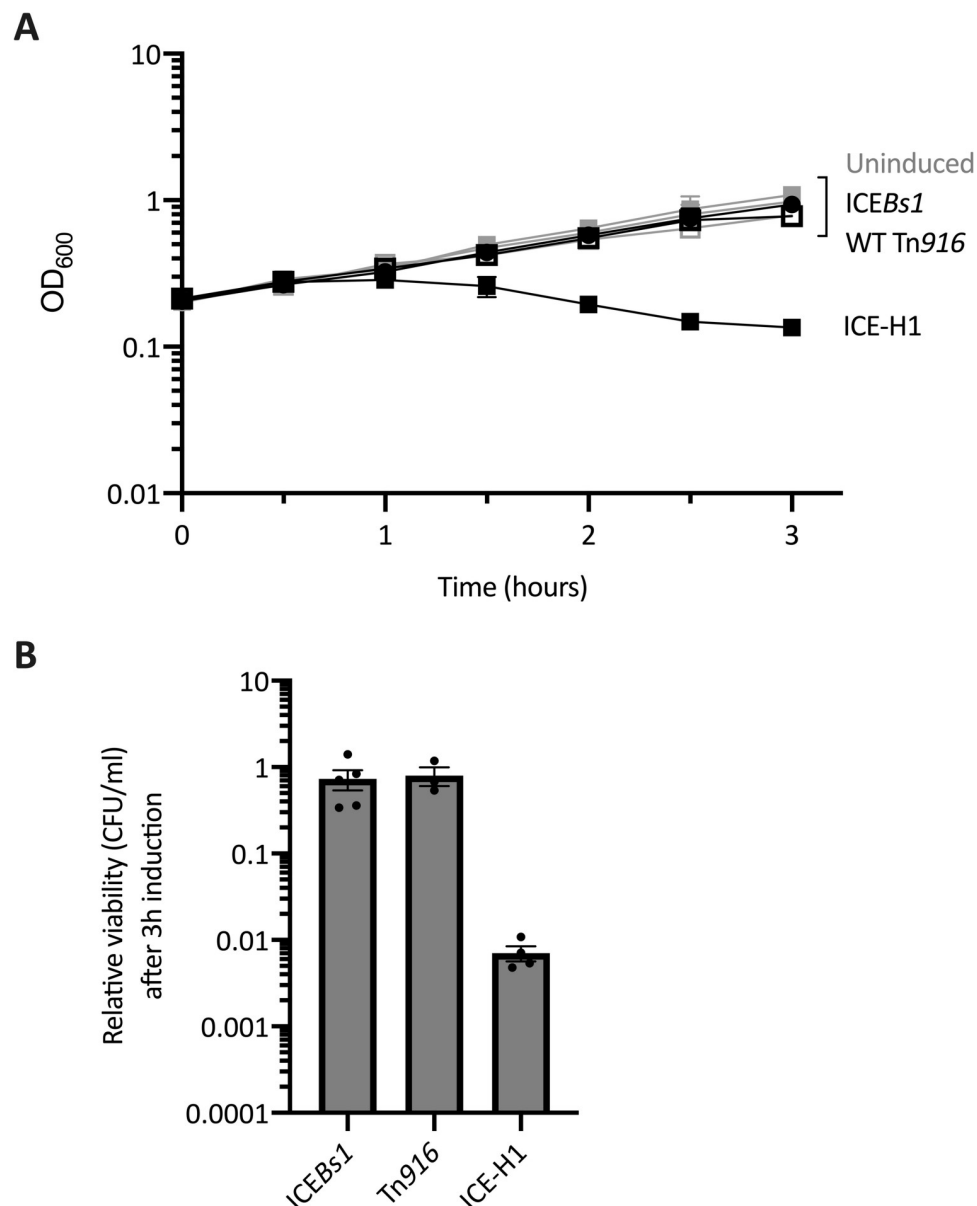 A
10
1
0.1
0.01
OD600
0
1
2
3
Time (hours)
Uninduced
ICEBs1
WT Tn916
ICE-H1
B
Relative viability (CFU/ml)
after 3h induction
10
1
0.1
0.01
0.001
0.0001
ICEBs1
Tn916
ICE-H1